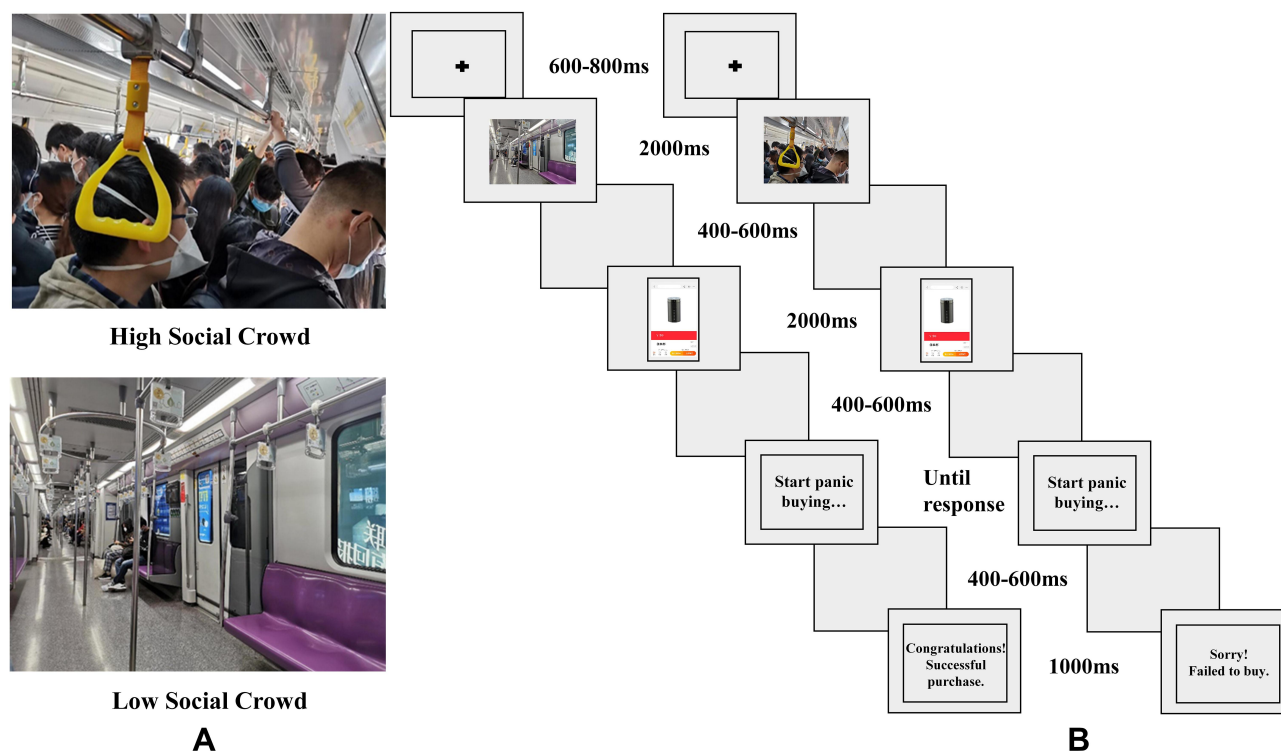 High Social Crowd
Low Social Crowd
A
600-800ms
2000ms
400-600ms
2000ms
400-600ms
Start panic
buying…
Until
response
Start panic
buying…
400-600ms
Congratulations!
Successful
purchase.
1000ms
Sorry!
Failed to buy.
B